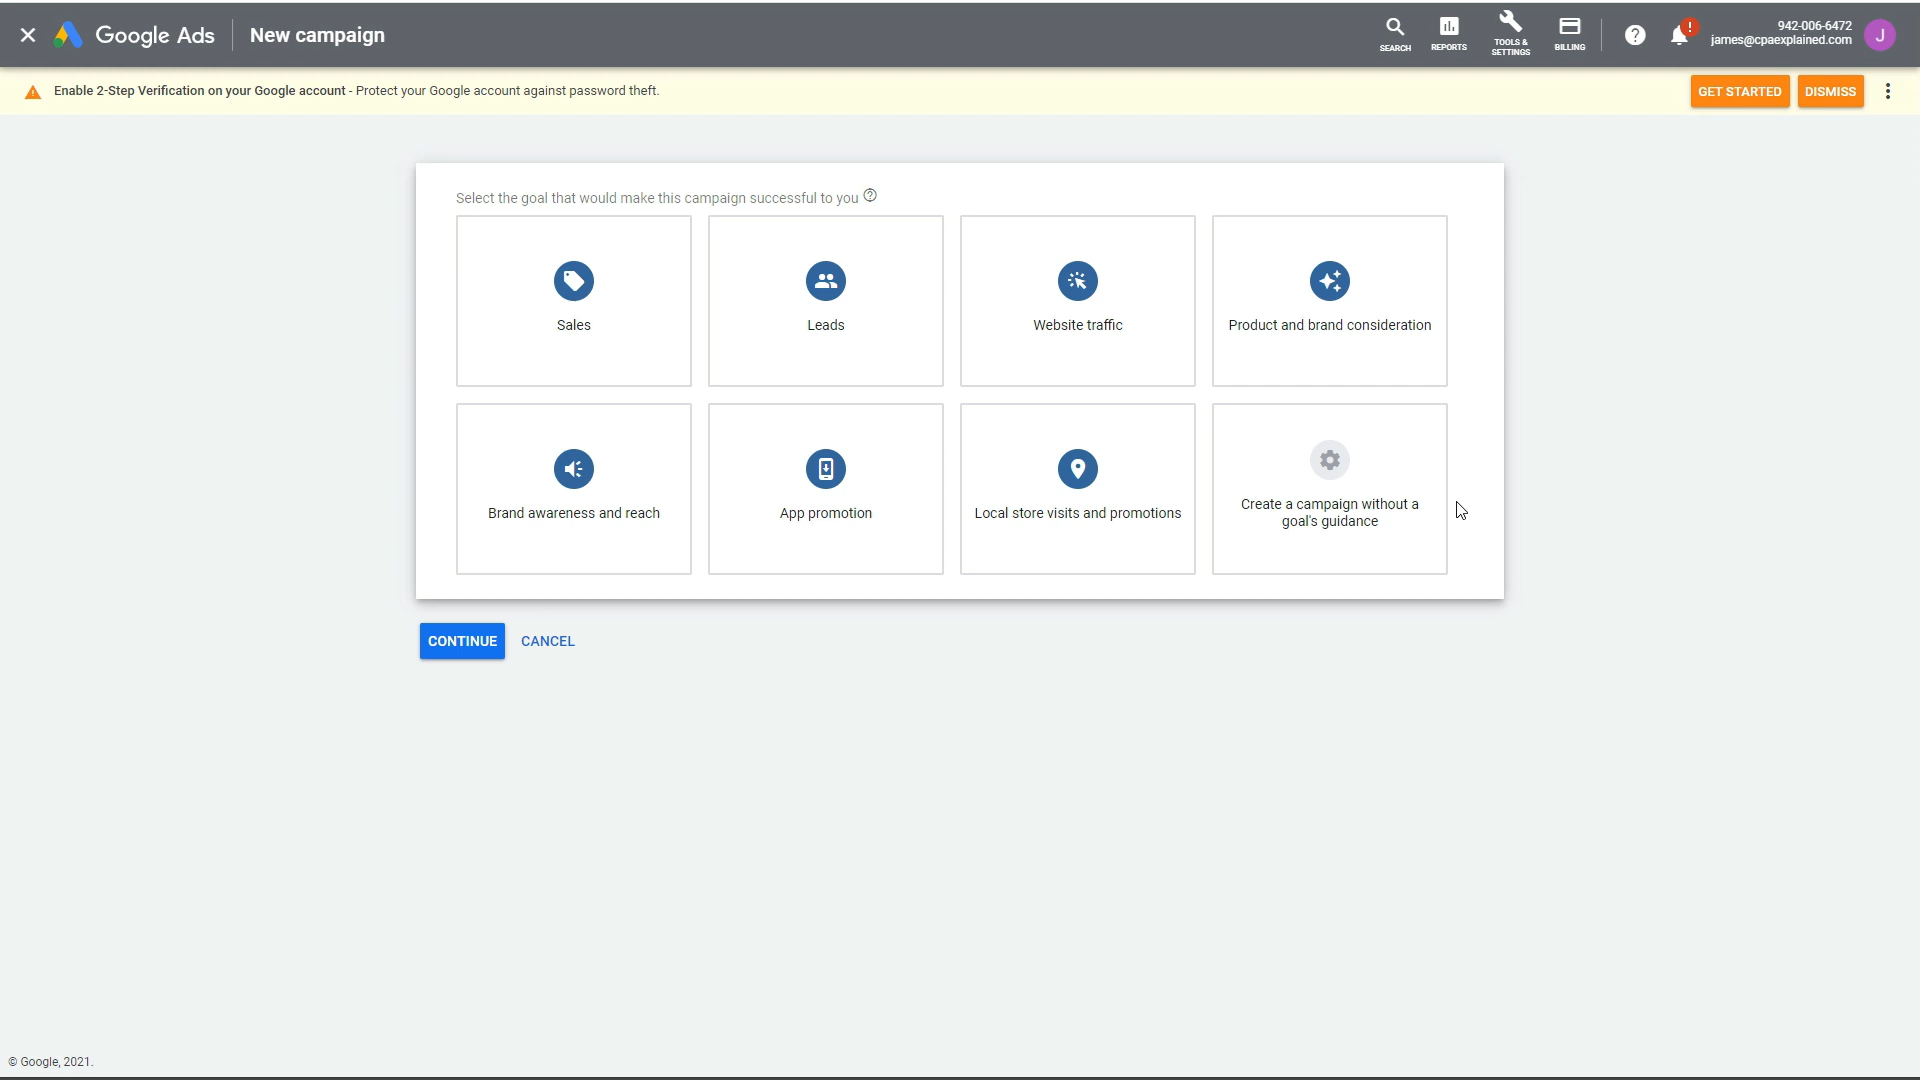 Google Ads
New campaign
SEARCH
REPORTS
TOOLS &
SETTINGS
BILLING
942-006-6472
james@cpaexplained.com
J
Enable 2-Step Verification on your Google account - Protect your Google account against password theft.
GET STARTED
DISMISS
Select the goal that would make this campaign successful to you
Sales
Leads
Website traffic
Product and brand consideration
Brand awareness and reach
App promotion
Local store visits and promotions
Create a campaign without a
goal's guidance
CONTINUE
CANCEL
© Google, 2021.